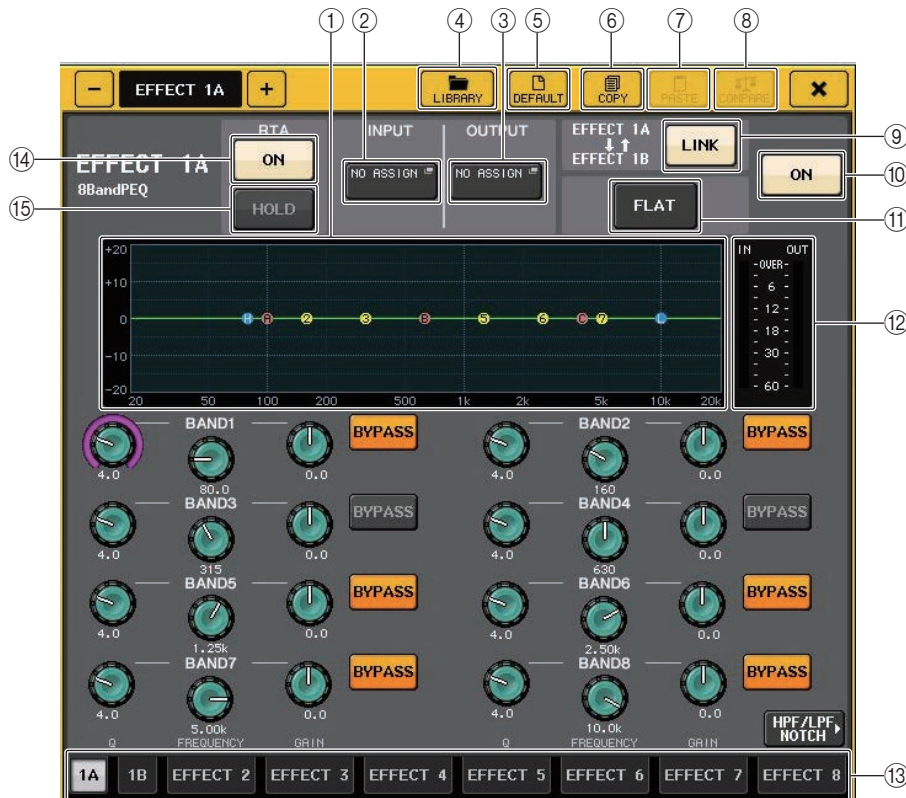 ① ② ③ ④ ⑤ ⑥ ⑦ ⑧
− EFFECT 1A + LIBRARY DEFAULT COPY PASTE COMPARE ×
EFFECT 1A
8BandPEQ
RTA
ON
HOLD
⑭
⑮
INPUT
NO ASSIGN
OUTPUT
NO ASSIGN
EFFECT 1A
↓↑
EFFECT 1B
LINK
⑨
ON
⑩
FLAT
⑪
+20
+10
0
-10
-20
H A 2 3 B 5 6 C 7 L
20 50 100 200 500 1k 2k 5k 10k 20k
IN OUT
-OVER-
- 6 -
- 12 -
- 18 -
- 30 -
- 60 -
⑫
BAND1
4.0 80.0 0.0
BYPASS
BAND2
4.0 160 0.0
BYPASS
BAND3
4.0 315 0.0
BYPASS
BAND4
4.0 630 0.0
BYPASS
BAND5
4.0 1.25k 0.0
BYPASS
BAND6
4.0 2.50k 0.0
BYPASS
BAND7
4.0 5.00k 0.0
BYPASS
BAND8
4.0 10.0k 0.0
BYPASS
Q FREQUENCY GAIN
Q FREQUENCY GAIN
HPF/LPF
NOTCH
1A 1B EFFECT 2 EFFECT 3 EFFECT 4 EFFECT 5 EFFECT 6 EFFECT 7 EFFECT 8
⑬